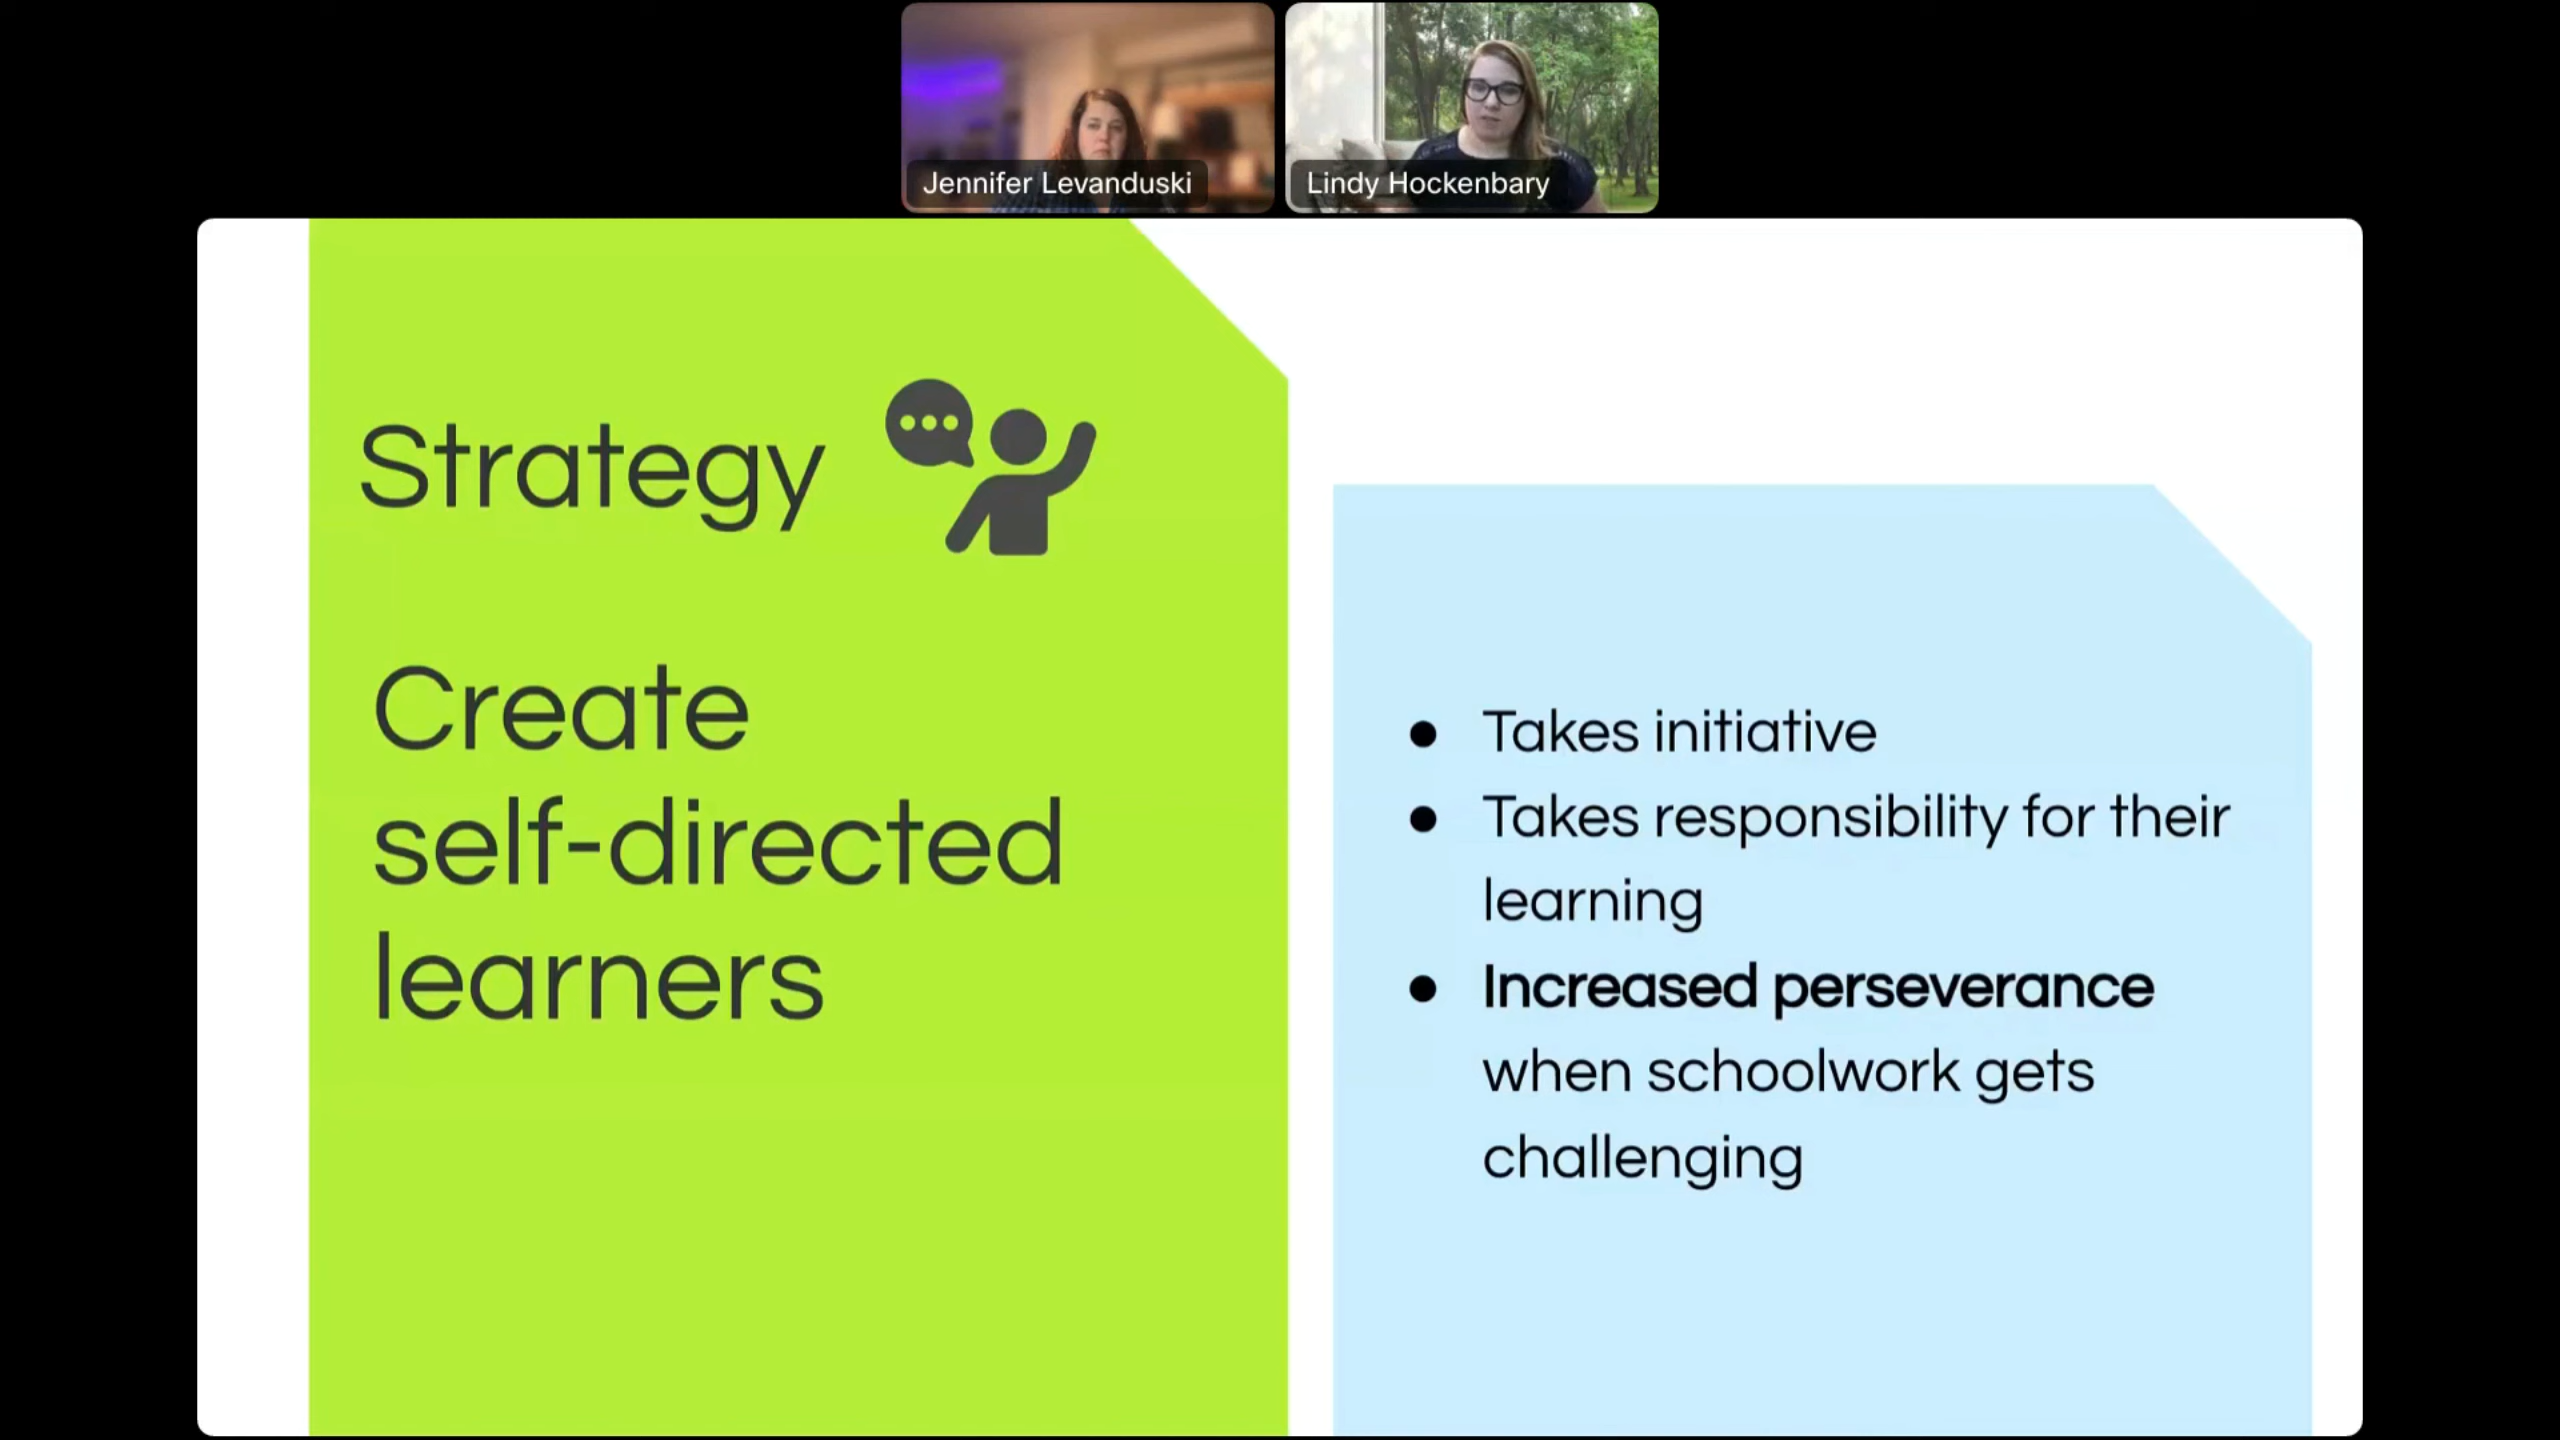 Jennifer Levanduski
Lindy Hockenbary
Strategy
Create
self-directed
learners
● Takes initiative
● Takes responsibility for their
learning
● Increased perseverance
when schoolwork gets
challenging